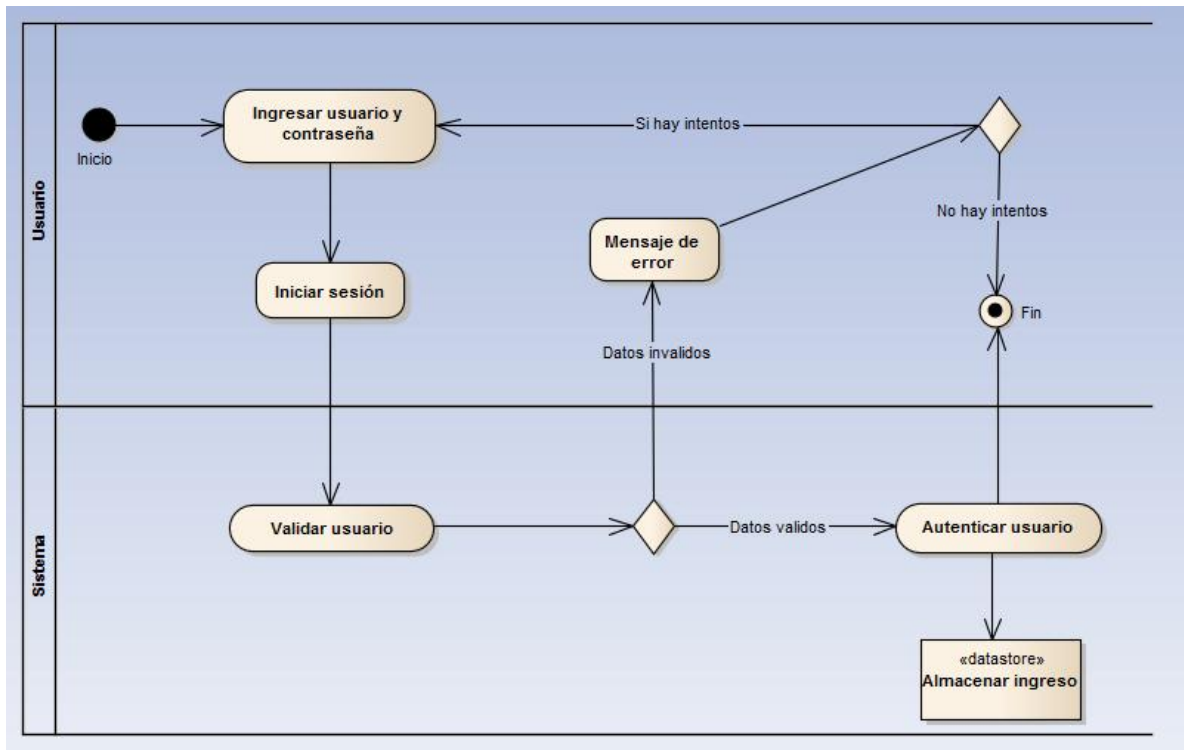 Usuario
Inicio
Ingresar usuario y
contraseña
Si hay intentos
No hay intentos
Mensaje de
error
Iniciar sesión
Fin
Datos invalidos
Sistema
Validar usuario
Datos validos
Autenticar usuario
«datastore»
Almacenar ingreso